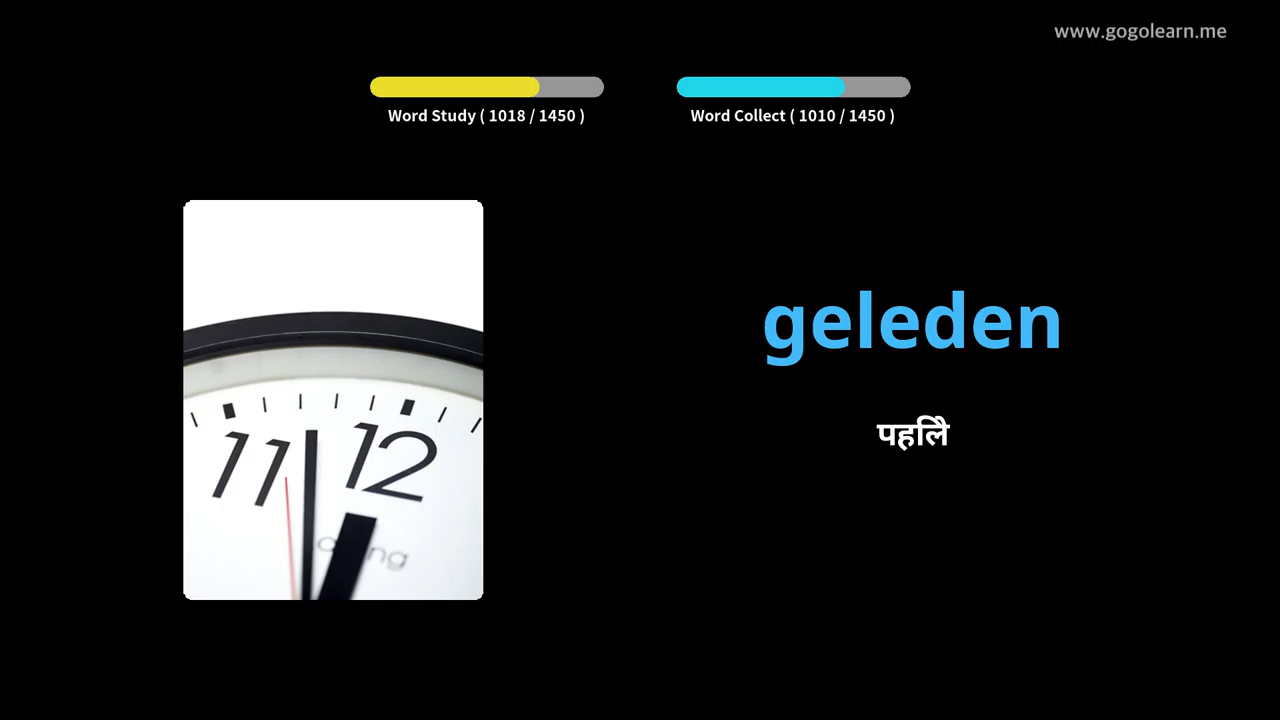 www.gogolearn.me
Word Study ( 1018 / 1450 )
Word Collect ( 1010 / 1450 )
geleden
पहलेि
11 12